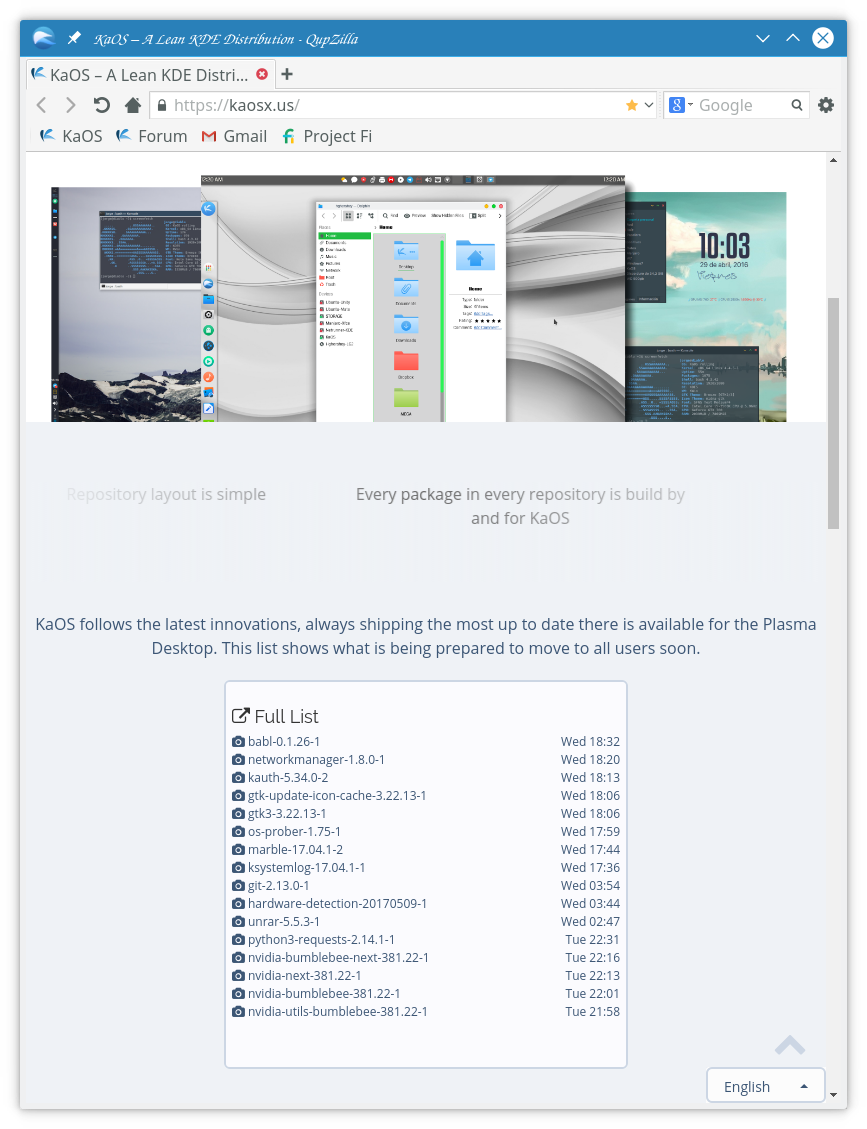 KaOS – A Lean KDE Distribution - QupZilla
KaOS – A Lean KDE Distri...
https://kaosx.us/
Google
KaOS Forum Gmail Project Fi
10:03
29 de abril, 2016
Home
Desktop
Downloads
Dropbox
MEGA
Repository layout is simple
Every package in every repository is build by
and for KaOS
KaOS follows the latest innovations, always shipping the most up to date there is available for the Plasma
Desktop. This list shows what is being prepared to move to all users soon.
Full List
babl-0.1.26-1 Wed 18:32
networkmanager-1.8.0-1 Wed 18:20
kauth-5.34.0-2 Wed 18:13
gtk-update-icon-cache-3.22.13-1 Wed 18:06
gtk3-3.22.13-1 Wed 18:06
os-prober-1.75-1 Wed 17:59
marble-17.04.1-2 Wed 17:44
ksystemlog-17.04.1-1 Wed 17:36
git-2.13.0-1 Wed 03:54
hardware-detection-20170509-1 Wed 03:44
unrar-5.5.3-1 Wed 02:47
python3-requests-2.14.1-1 Tue 22:31
nvidia-bumblebee-next-381.22-1 Tue 22:16
nvidia-next-381.22-1 Tue 22:13
nvidia-bumblebee-381.22-1 Tue 22:01
nvidia-utils-bumblebee-381.22-1 Tue 21:58
English